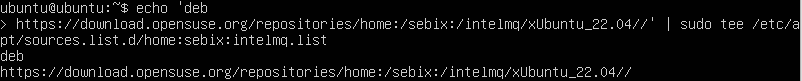 ubuntu@ubuntu:~$ echo 'deb
> https://download.opensuse.org/repositories/home:/sebix:/intelmq/xUbuntu_22.04//' | sudo tee /etc/a
pt/sources.list.d/home:sebix:intelmq.list
deb
https://download.opensuse.org/repositories/home:/sebix:/intelmq/xUbuntu_22.04//